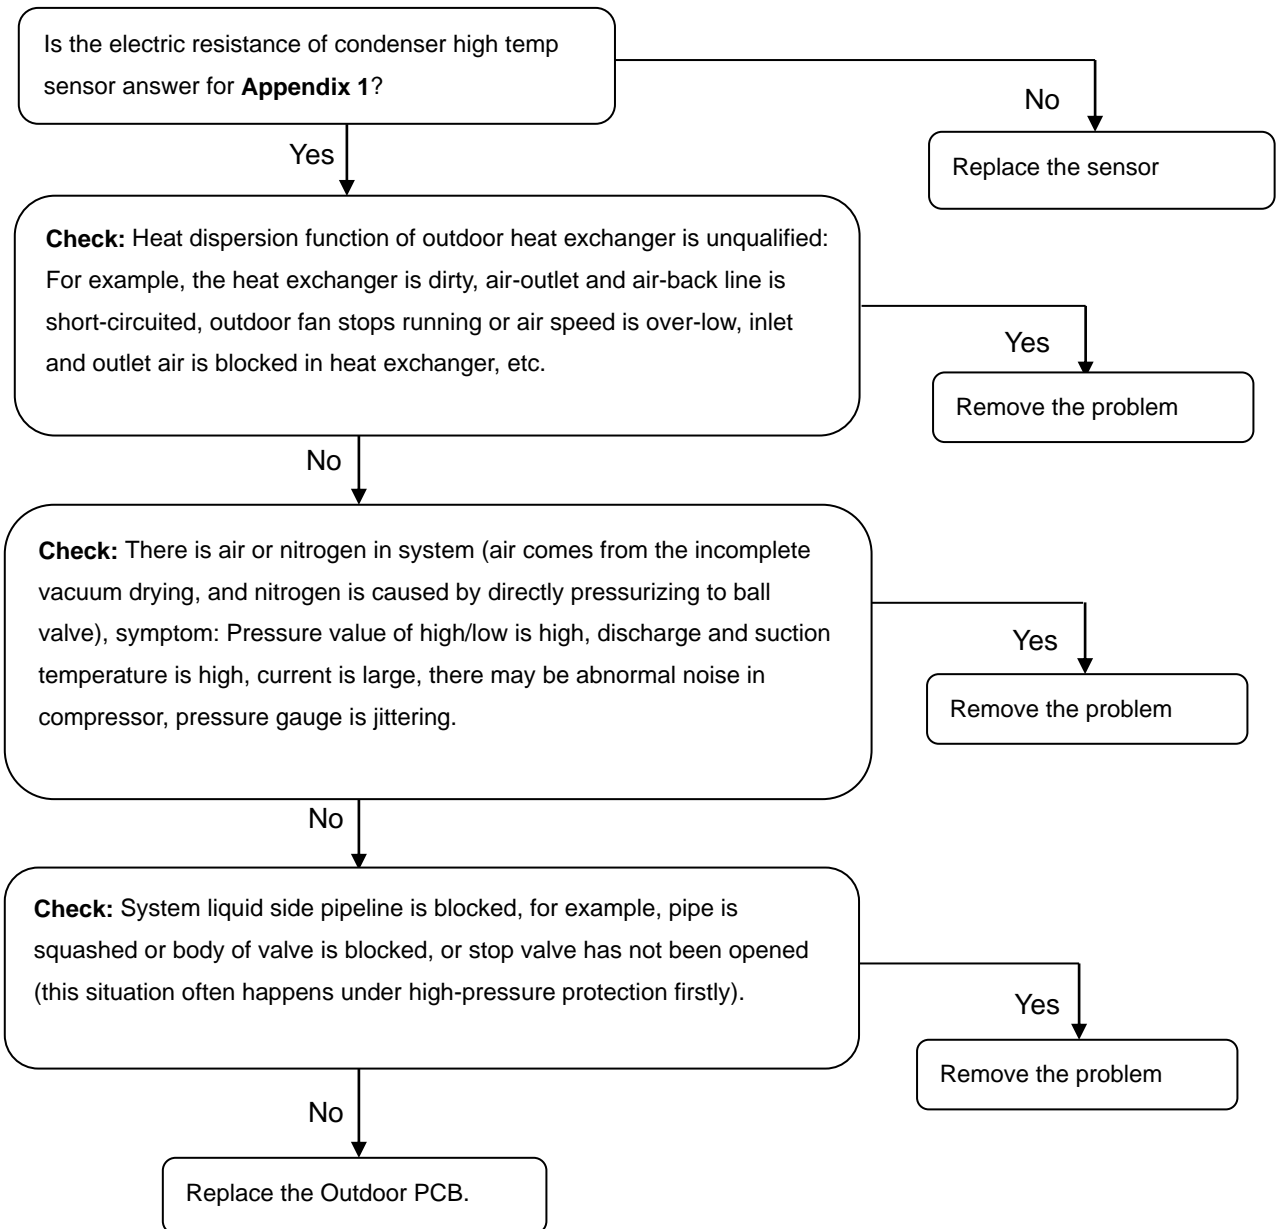 Is the electric resistance of condenser high temp
sensor answer for Appendix 1?
No
Replace the sensor
Yes
Check: Heat dispersion function of outdoor heat exchanger is unqualified:
For example, the heat exchanger is dirty, air-outlet and air-back line is
short-circuited, outdoor fan stops running or air speed is over-low, inlet
and outlet air is blocked in heat exchanger, etc.
Yes
Remove the problem
No
Check: There is air or nitrogen in system (air comes from the incomplete
vacuum drying, and nitrogen is caused by directly pressurizing to ball
valve), symptom: Pressure value of high/low is high, discharge and suction
temperature is high, current is large, there may be abnormal noise in
compressor, pressure gauge is jittering.
Yes
Remove the problem
No
Check: System liquid side pipeline is blocked, for example, pipe is
squashed or body of valve is blocked, or stop valve has not been opened
(this situation often happens under high-pressure protection firstly).
Yes
Remove the problem
No
Replace the Outdoor PCB.